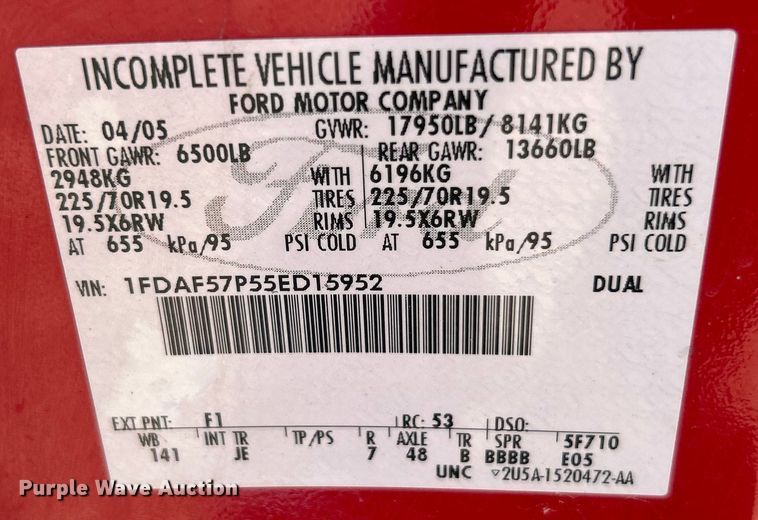 INCOMPLETE VEHICLE MANUFACTURED BY
FORD MOTOR COMPANY
DATE: 04/05 GVWR: 17950LB/ 8141KG
FRONT GAWR: 6500LB REAR GAWR: 13660LB
2948KG WITH 6196KG WITH
225/70R19.5 TIRES 225/70R19.5 TIRES
19.5X6RW RIMS 19.5X6RW RIMS
AT 655 kPa/95 PSI COLD AT 655 kPa/95 PSI COLD
Ford
VIN: 1FDAF57P55ED15952 DUAL
EXT PNT: F1 RC: 53 DSO:
WB INT TR TP/PS R AXLE TR SPR 5F710
141 JE 7 48 B BBBB E05
UNC 2U5A-1520472-AA
Purple Wave Auction